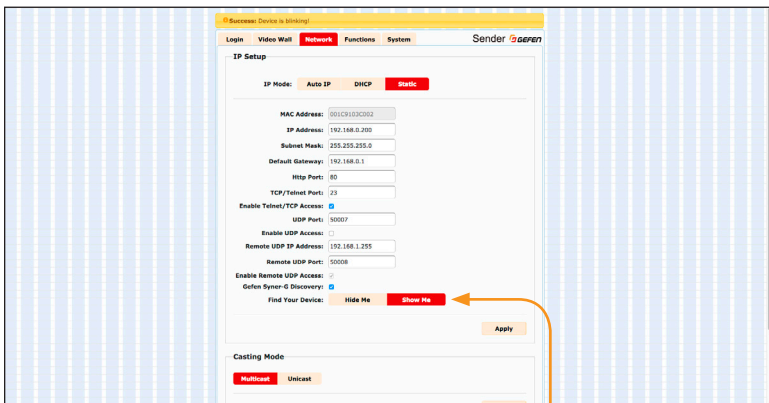 Success: Device is blinking!
Login Video Wall Network Functions System Sender GEFEN
IP Setup
IP Mode: Auto IP DHCP Static
MAC Address: 001C9103C002
IP Address: 192.168.0.200
Subnet Mask: 255.255.255.0
Default Gateway: 192.168.0.1
Http Port: 80
TCP/Telnet Port: 23
Enable Telnet/TCP Access:
UDP Port: 50007
Enable UDP Access:
Remote UDP IP Address: 192.168.1.255
Remote UDP Port: 50008
Enable Remote UDP Access:
Gefen Syner-G Discovery:
Find Your Device: Hide Me Show Me
Apply
Casting Mode
Multicast Unicast